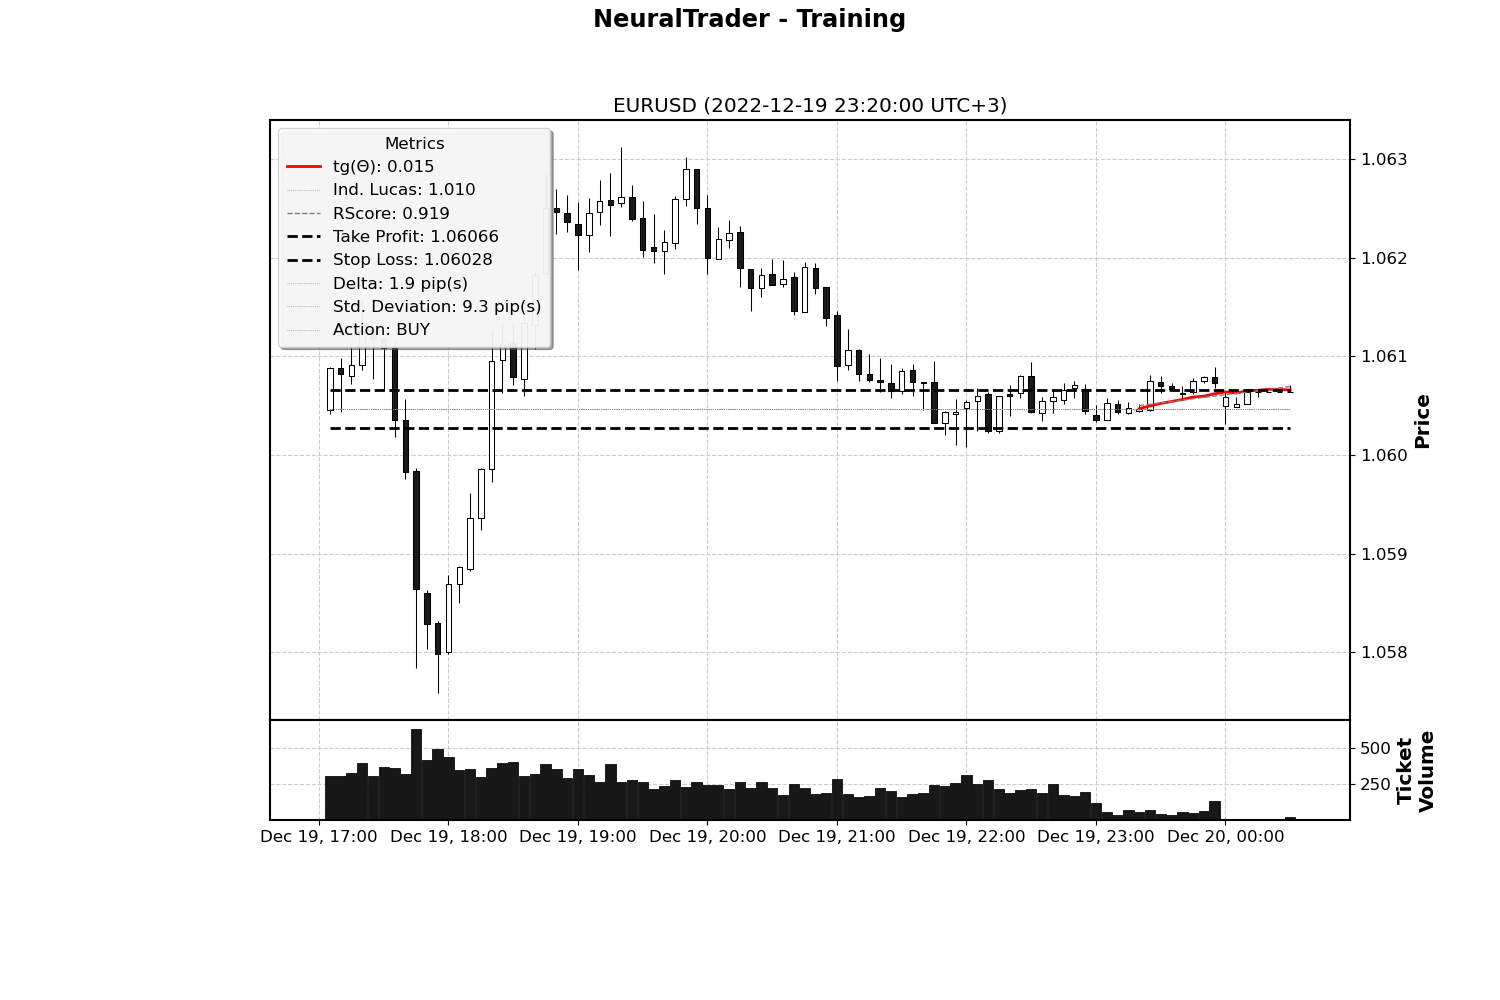 NeuralTrader - Training
EURUSD (2022-12-19 23:20:00 UTC+3)
Metrics
tg(Θ): 0.015
Ind. Lucas: 1.010
RScore: 0.919
Take Profit: 1.06066
Stop Loss: 1.06028
Delta: 1.9 pip(s)
Std. Deviation: 9.3 pip(s)
Action: BUY
1.063
1.062
1.061
1.060
1.059
1.058
Price
500
250
Ticket
Volume
Dec 19, 17:00
Dec 19, 18:00
Dec 19, 19:00
Dec 19, 20:00
Dec 19, 21:00
Dec 19, 22:00
Dec 19, 23:00
Dec 20, 00:00